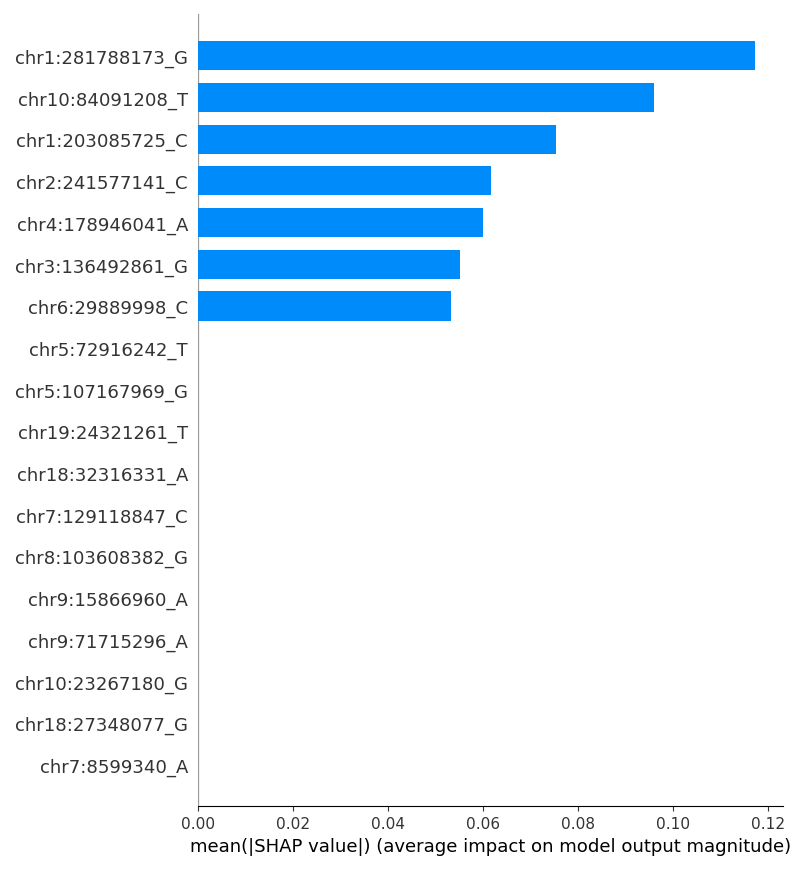 chr1:281788173_G
chr10:84091208_T
chr1:203085725_C
chr2:241577141_C
chr4:178946041_A
chr3:136492861_G
chr6:29889998_C
chr5:72916242_T
chr5:107167969_G
chr19:24321261_T
chr18:32316331_A
chr7:129118847_C
chr8:103608382_G
chr9:15866960_A
chr9:71715296_A
chr10:23267180_G
chr18:27348077_G
chr7:8599340_A
0.00 0.02 0.04 0.06 0.08 0.10 0.12
mean(|SHAP value|) (average impact on model output magnitude)